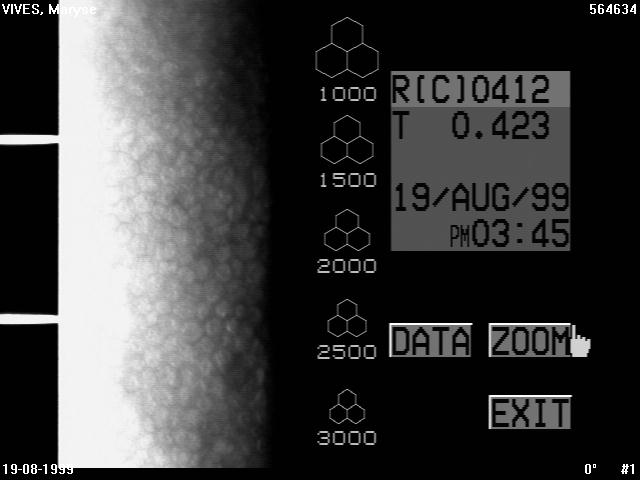 VIVES, Maryse
564634
1000
1500
2000
2500
3000
R[C]0412
T 0.423
19/AUG/99
PM03:45
DATA
ZOOM
EXIT
19-08-1999
0°
#1